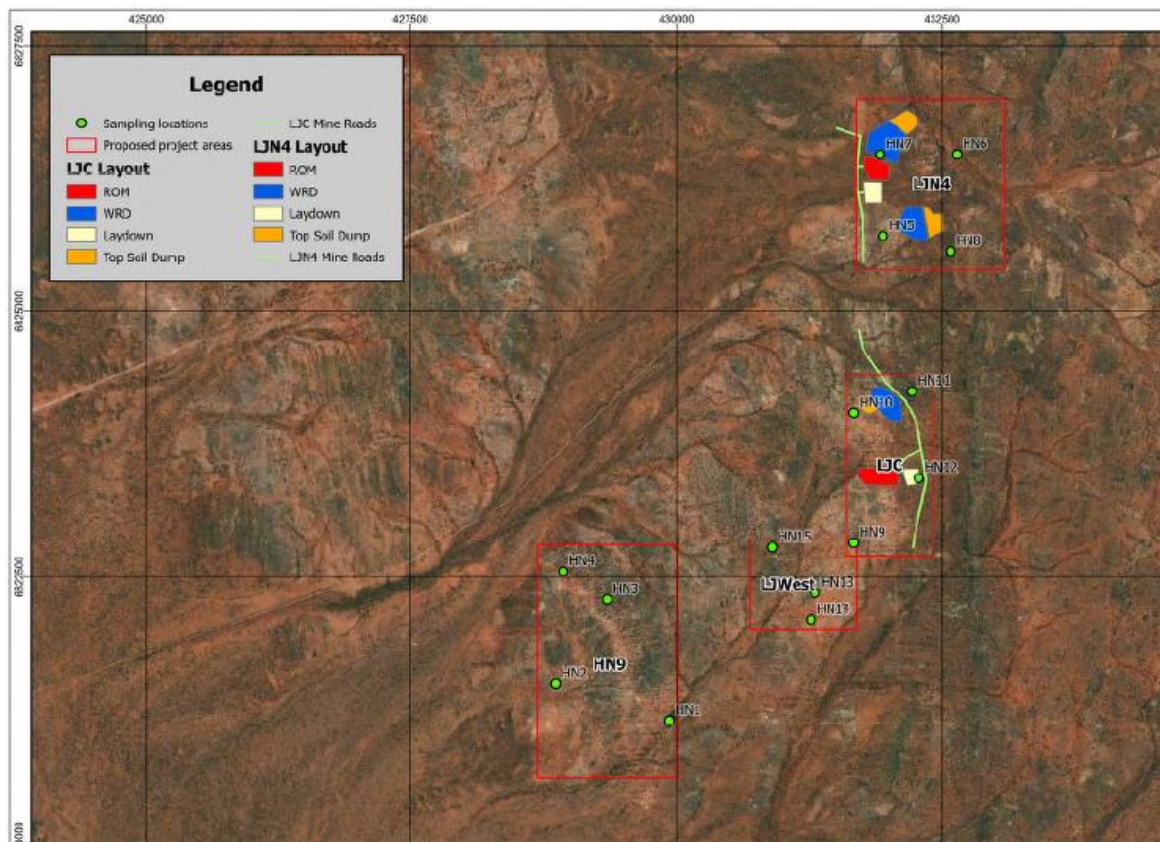 425000 427500 430000 432500
6827500
Legend
Sampling locations
Proposed project areas
LJC Layout
ROM
WRD
Laydown
Top Soil Dump
LJC Mine Roads
LJN4 Layout
ROM
WRD
Laydown
Top Soil Dump
LJN4 Mine Roads
HN7
HN6
LJN4
HN5
HN8
6825000
HN11
HN10
LJC
HN12
HN9
HN15
6822500
HN4
LJWest
HN13
HN3
HN9
HN2
HN1